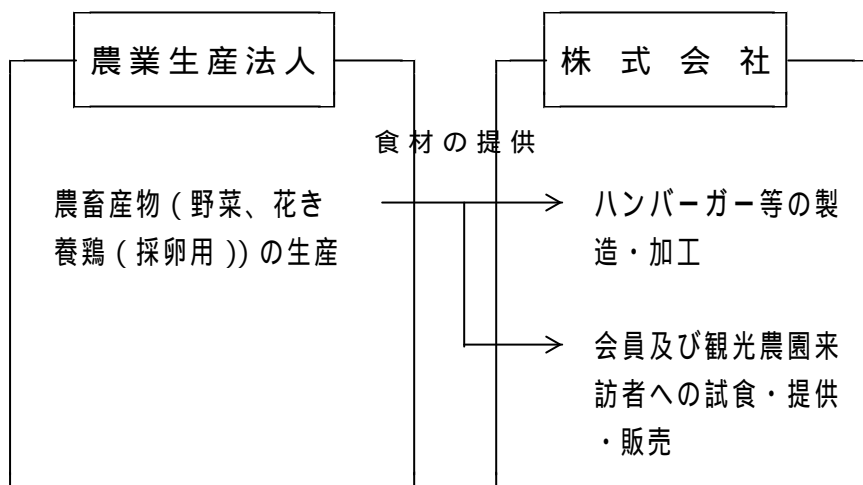 農業生産法人
株式会社
食材の提供
農畜産物(野菜、花き
養鶏(採卵用))の生産
ハンバーガー等の製
造・加工
会員及び観光農園来
訪者への試食・提供
・販売